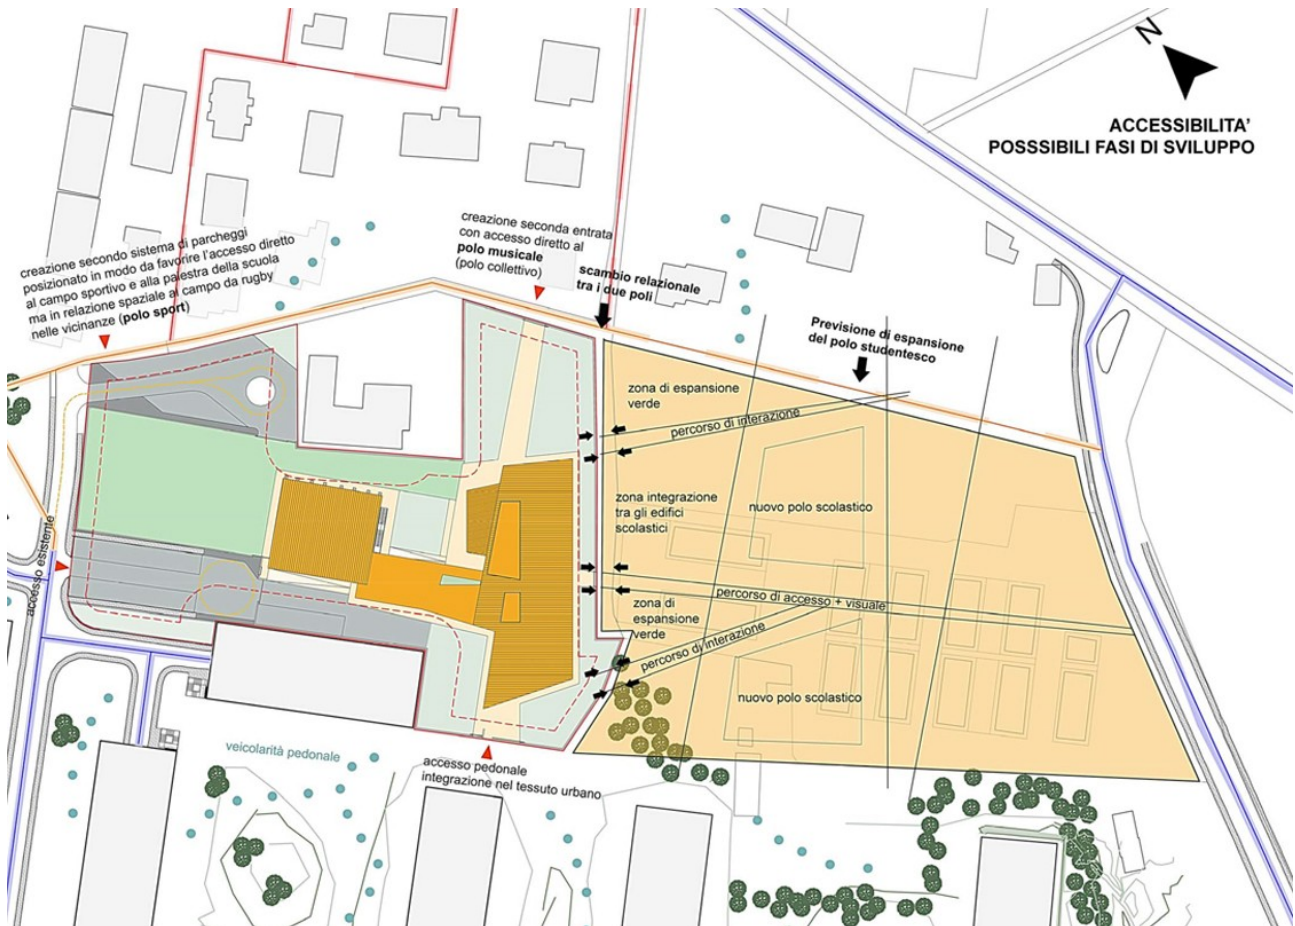 N
ACCESSIBILITA'
POSSSIBILI FASI DI SVILUPPO
creazione secondo sistema di parcheggi
posizionato in modo da favorire l'accesso diretto
al campo sportivo e alla palestra della scuola
ma in relazione spaziale al campo da rugby
nelle vicinanze (polo sport)
creazione seconda entrata
con accesso diretto al
polo musicale
(polo collettivo)
scambio relazionale
tra i due poli
Previsione di espansione
del polo studentesco
zona di espansione
verde
percorso di interazione
zona integrazione
tra gli edifici
scolastici
nuovo polo scolastico
accesso esistente
percorso di accesso + visuale
zona di
espansione
verde
percorso di interazione
nuovo polo scolastico
veicolarità pedonale
accesso pedonale
integrazione nel tessuto urbano